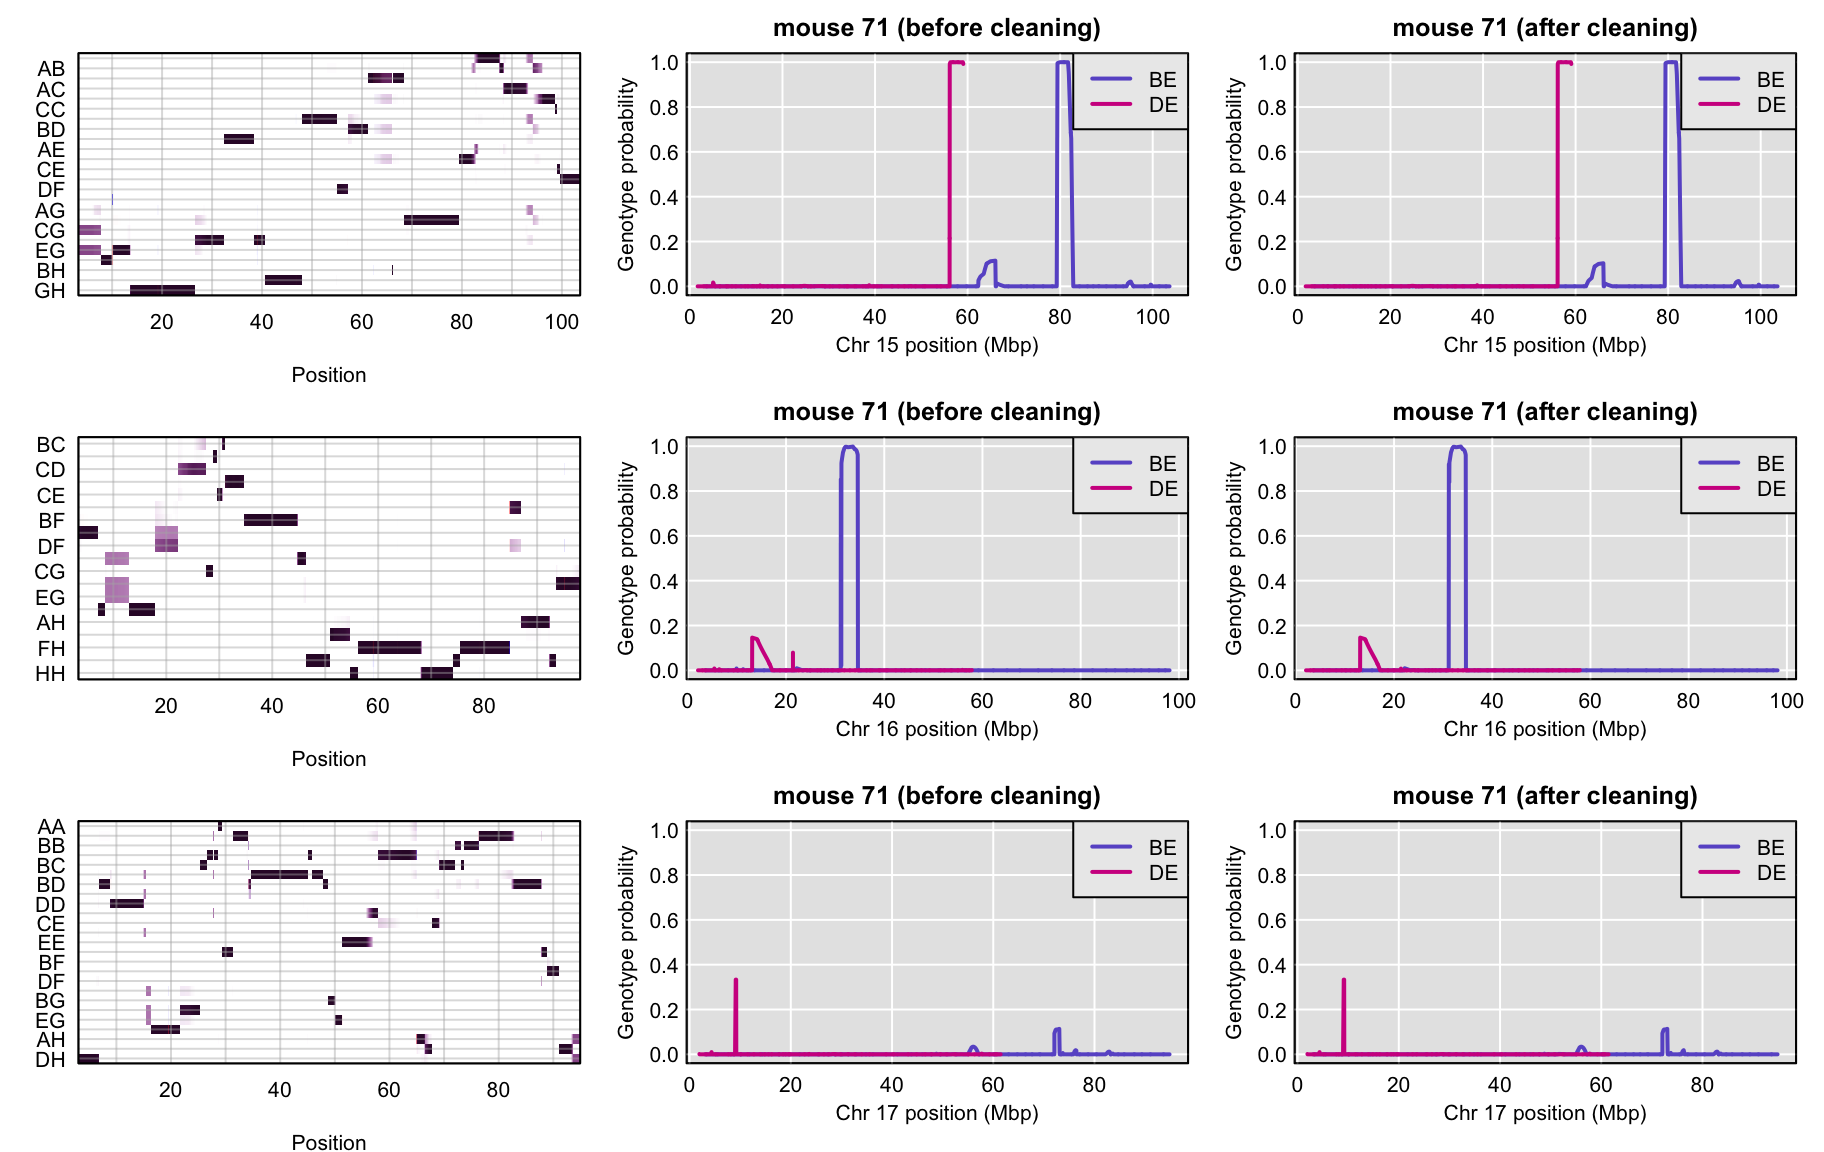 AB
AC
CC
BD
AE
CE
DF
AG
CG
EG
BH
GH
20 40 60 80 100
Position
mouse 71 (before cleaning)
Genotype probability
1.0
0.8
0.6
0.4
0.2
0.0
BE
DE
0 20 40 60 80 100
Chr 15 position (Mbp)
mouse 71 (after cleaning)
Genotype probability
1.0
0.8
0.6
0.4
0.2
0.0
BE
DE
0 20 40 60 80 100
Chr 15 position (Mbp)
BC
CD
CE
BF
DF
CG
EG
AH
FH
HH
20 40 60 80
Position
mouse 71 (before cleaning)
Genotype probability
1.0
0.8
0.6
0.4
0.2
0.0
BE
DE
0 20 40 60 80 100
Chr 16 position (Mbp)
mouse 71 (after cleaning)
Genotype probability
1.0
0.8
0.6
0.4
0.2
0.0
BE
DE
0 20 40 60 80 100
Chr 16 position (Mbp)
AA
BB
BC
BD
DD
CE
EE
BF
DF
BG
EG
AH
DH
20 40 60 80
Position
mouse 71 (before cleaning)
Genotype probability
1.0
0.8
0.6
0.4
0.2
0.0
BE
DE
0 20 40 60 80
Chr 17 position (Mbp)
mouse 71 (after cleaning)
Genotype probability
1.0
0.8
0.6
0.4
0.2
0.0
BE
DE
0 20 40 60 80
Chr 17 position (Mbp)